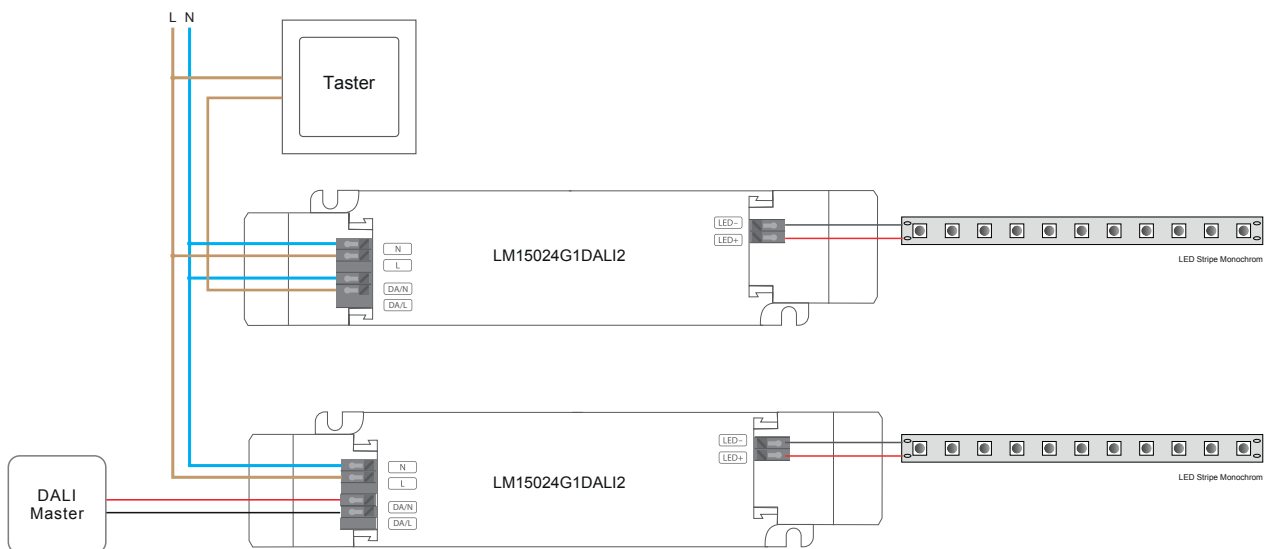 L N
Taster
LM15024G1DALI2
N
L
DA/N
DA/L
LED-
LED+
LED Stripe Monochrom
DALI
Master
LM15024G1DALI2
N
L
DA/N
DA/L
LED-
LED+
LED Stripe Monochrom